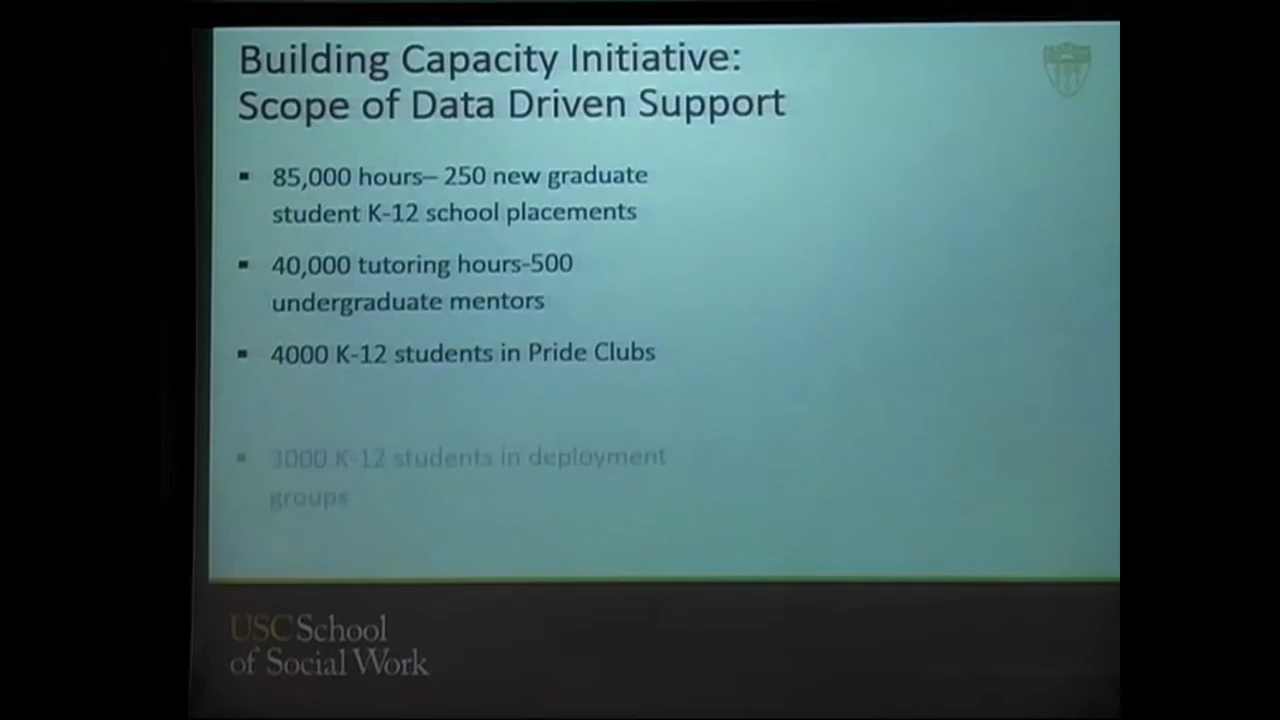 Building Capacity Initiative:
Scope of Data Driven Support
▪ 85,000 hours– 250 new graduate
student K-12 school placements
▪ 40,000 tutoring hours-500
undergraduate mentors
▪ 4000 K-12 students in Pride Clubs
▪ 3000 K-12 students in deployment
groups
USC School
of Social Work